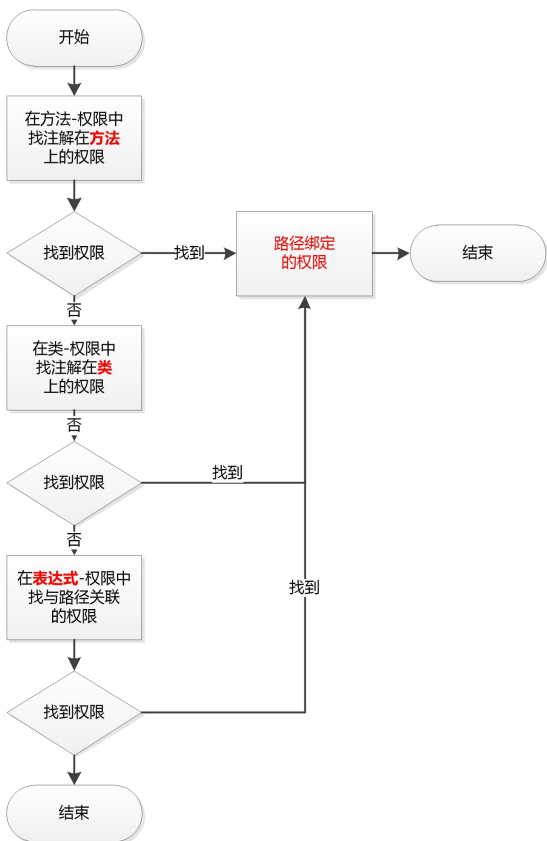 开始
在方法-权限中
找注解在方法
上的权限
找到权限
找到
路径绑定
的权限
结束
否
在类-权限中
找注解在类
上的权限
否
找到权限
找到
否
在表达式-权限中
找与路径关联
的权限
找到
找到权限
结束